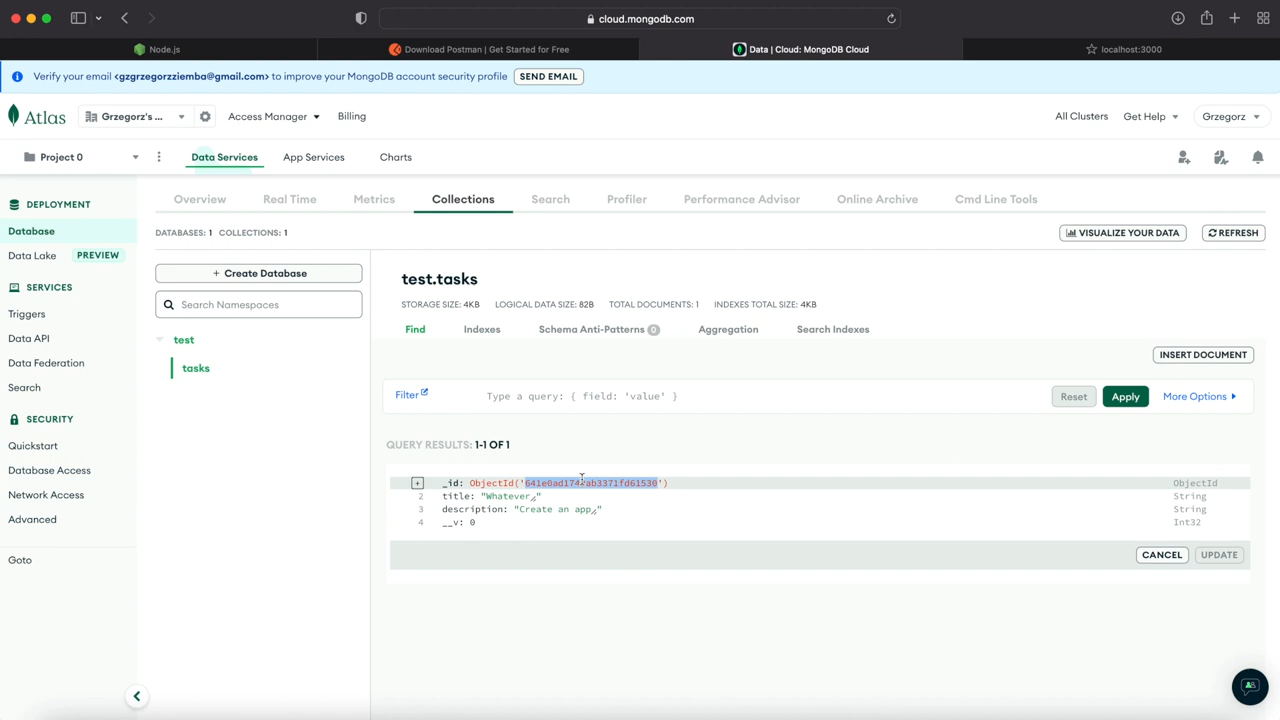 cloud.mongodb.com
Node.js
Download Postman | Get Started for Free
Data | Cloud: MongoDB Cloud
localhost:3000
Verify your email <gzgrzegorzziemba@gmail.com> to improve your MongoDB account security profile
SEND EMAIL
Atlas
Grzegorz's ...
Access Manager
Billing
All Clusters
Get Help
Grzegorz
Project 0
Data Services
App Services
Charts
DEPLOYMENT
Database
Data Lake
PREVIEW
SERVICES
Triggers
Data API
Data Federation
Search
SECURITY
Quickstart
Database Access
Network Access
Advanced
Goto
Overview
Real Time
Metrics
Collections
Search
Profiler
Performance Advisor
Online Archive
Cmd Line Tools
DATABASES: 1 COLLECTIONS: 1
VISUALIZE YOUR DATA
REFRESH
+ Create Database
Search Namespaces
test
tasks
test.tasks
STORAGE SIZE: 4KB LOGICAL DATA SIZE: 82B TOTAL DOCUMENTS: 1 INDEXES TOTAL SIZE: 4KB
Find
Indexes
Schema Anti-Patterns 0
Aggregation
Search Indexes
INSERT DOCUMENT
Filter
Type a query: { field: 'value' }
Reset
Apply
More Options
QUERY RESULTS: 1-1 OF 1
_id: ObjectId(' ') ObjectId
2 title: "Whatever" String
3 description: "Create an app" String
4 __v: 0 Int32
CANCEL
UPDATE